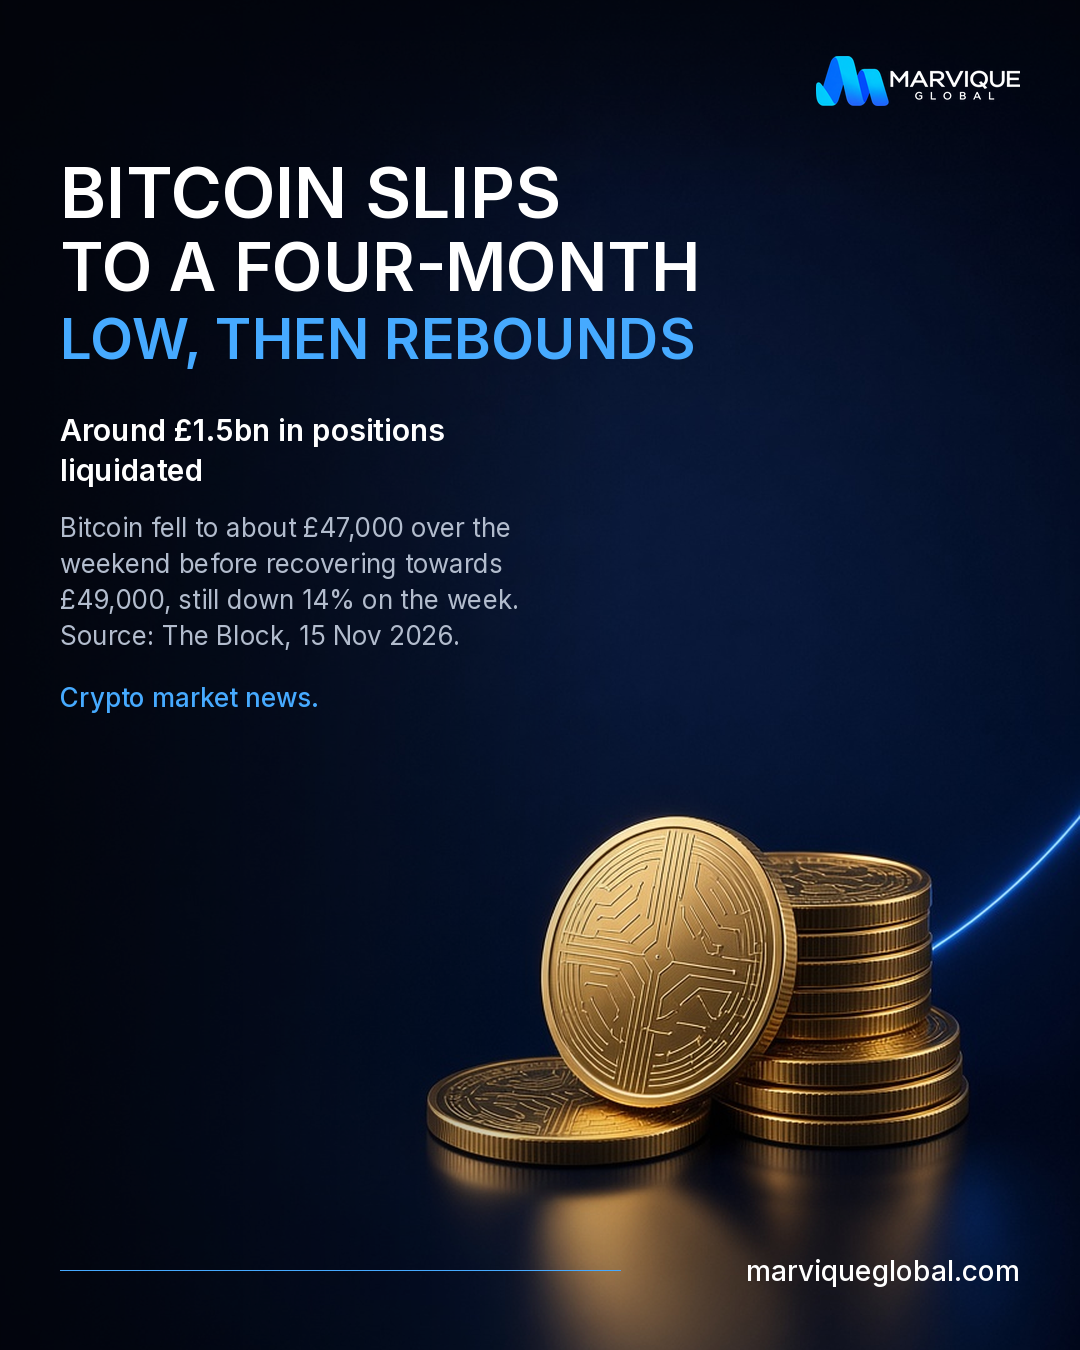 MARVIQUE
GLOBAL
BITCOIN SLIPS
TO A FOUR-MONTH
LOW, THEN REBOUNDS
Around £1.5bn in positions
liquidated
Bitcoin fell to about £47,000 over the
weekend before recovering towards
£49,000, still down 14% on the week.
Source: The Block, 15 Nov 2026.
Crypto market news.
marviqueglobal.com